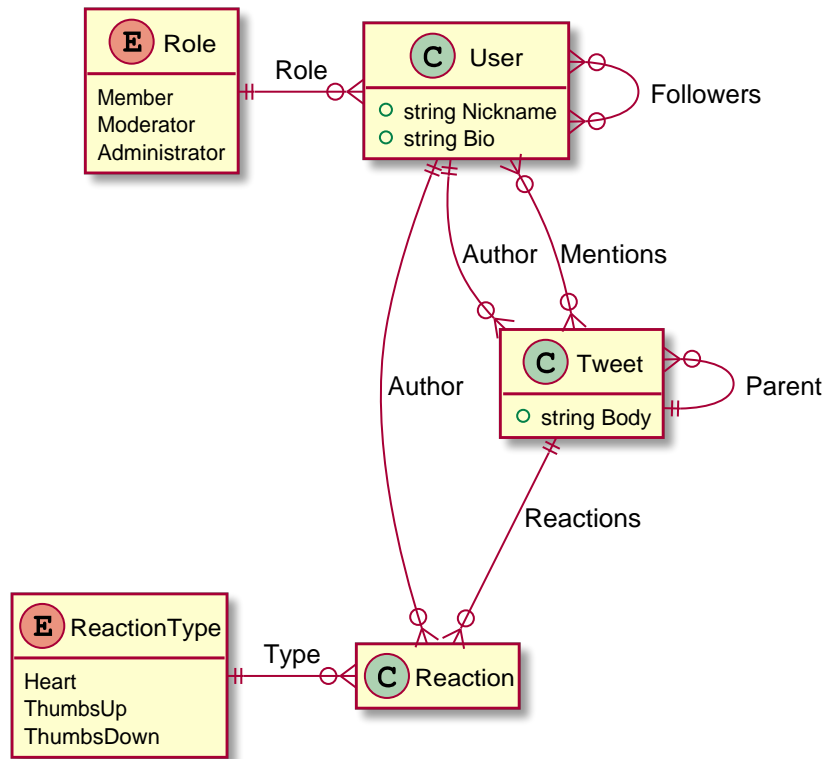 E Role
Member
Moderator
Administrator
Role
C User
string Nickname
string Bio
Followers
Author
Mentions
C Tweet
string Body
Parent
Author
Reactions
E ReactionType
Heart
ThumbsUp
ThumbsDown
Type
C Reaction